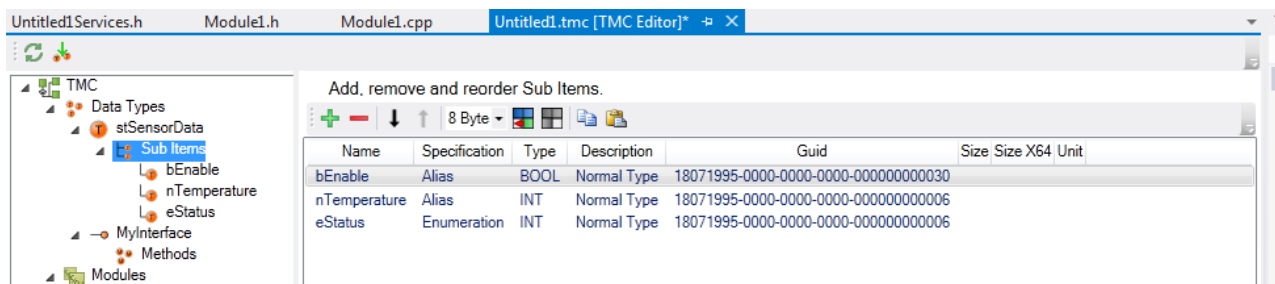 Untitled1Services.h Module1.h Module1.cpp Untitled1.tmc [TMC Editor]*
TMC
Data Types
stSensorData
Sub Items
bEnable
nTemperature
eStatus
MyInterface
Methods
Modules
Add, remove and reorder Sub Items.
8 Byte
Name Specification Type Description Guid Size Size X64 Unit
bEnable Alias BOOL Normal Type 18071995-0000-0000-0000-000000000030
nTemperature Alias INT Normal Type 18071995-0000-0000-0000-000000000006
eStatus Enumeration INT Normal Type 18071995-0000-0000-0000-000000000006